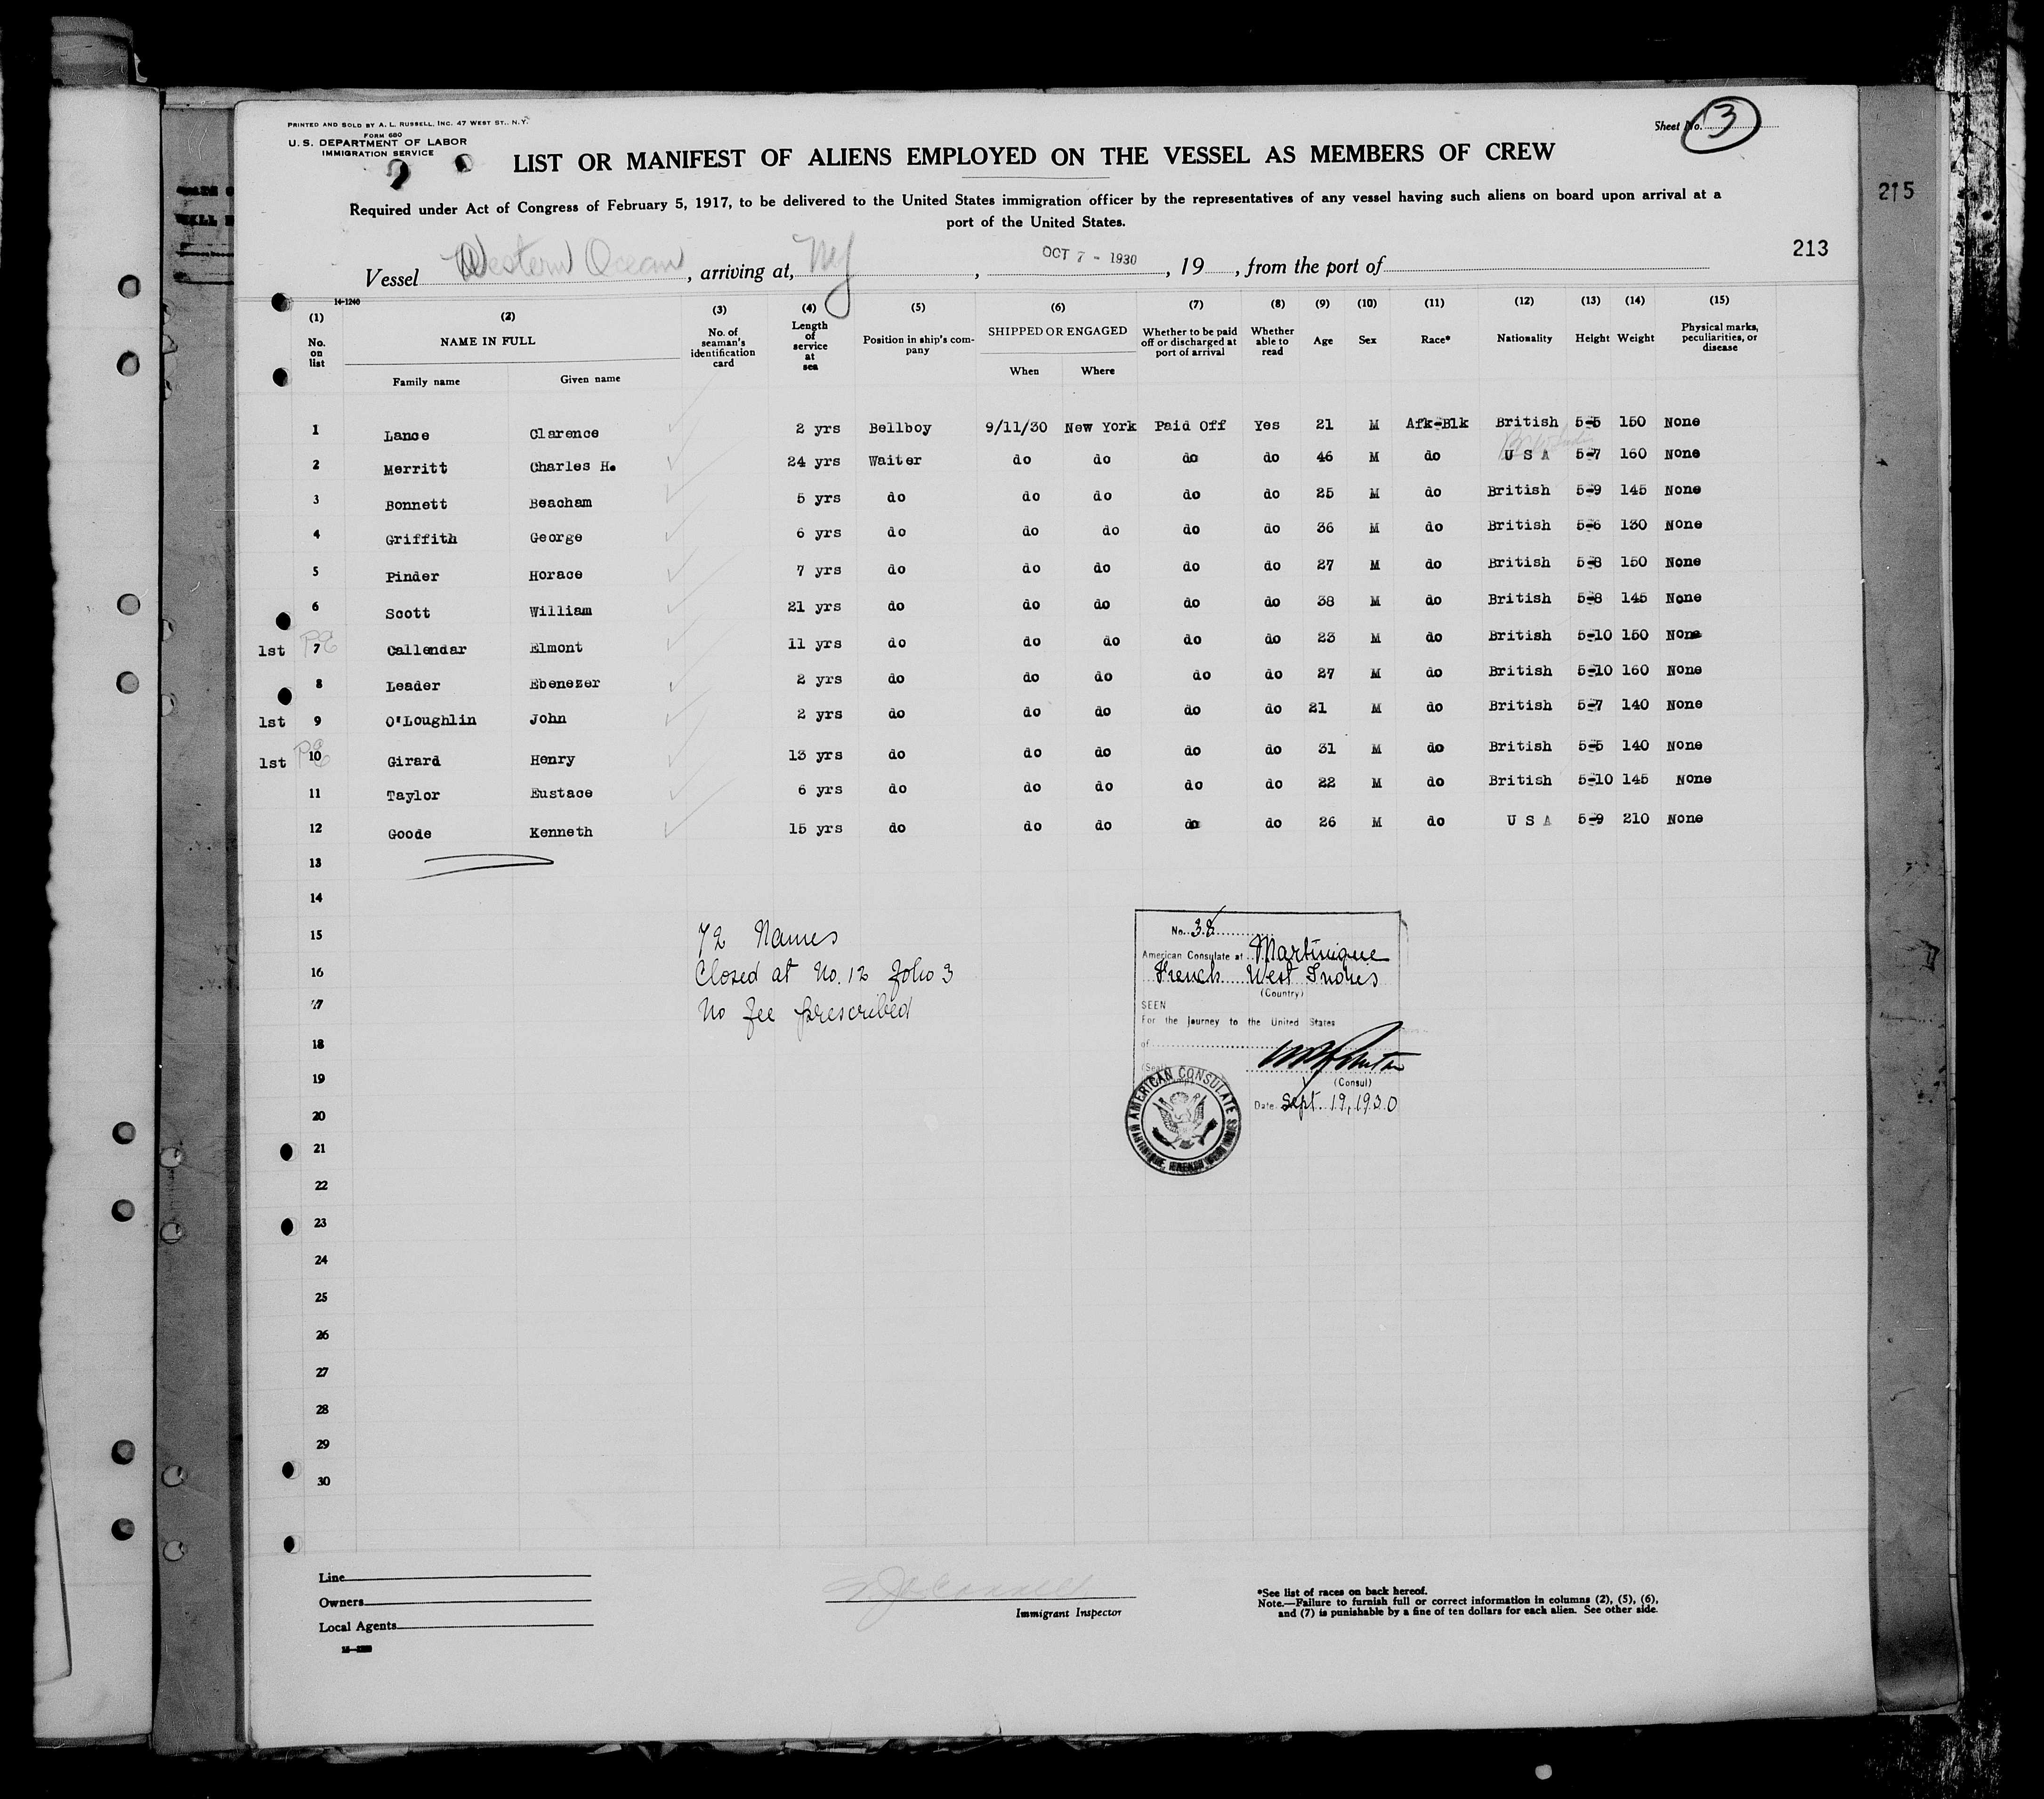 PRINTED AND SOLD BY A. L. RUSSELL, INC. 47 WEST ST., N.Y.
FORM 680
U. S. DEPARTMENT OF LABOR
IMMIGRATION SERVICE
Sheet No. 3
LIST OR MANIFEST OF ALIENS EMPLOYED ON THE VESSEL AS MEMBERS OF CREW
215
Required under Act of Congress of February 5, 1917, to be delivered to the United States immigration officer by the representatives of any vessel having such aliens on board upon arrival at a
port of the United States.
213
Vessel Western Ocean, arriving at, NY, OCT 7 - 1930, 19, from the port of
14-1240
(1) (2) (3) (4) (5) (6) (7) (8) (9) (10) (11) (12) (13) (14) (15)
No. on list NAME IN FULL No. of seaman's identification card Length of service at sea Position in ship's company SHIPPED OR ENGAGED Whether to be paid off or discharged at port of arrival Whether able to read Age Sex Race* Nationality Height Weight Physical marks, peculiarities, or disease
Family name Given name When Where
1 Lance Clarence 2 yrs Bellboy 9/11/30 New York Paid Off Yes 21 M Afk-Blk British 5-5 150 None
2 Merritt Charles H. 24 yrs Waiter do do do do 46 M do U S A 5-7 160 None
3 Bonnett Beacham 5 yrs do do do do do 25 M do British 5-9 145 None
4 Griffith George 6 yrs do do do do do 36 M do British 5-6 130 None
5 Pinder Horace 7 yrs do do do do do 27 M do British 5-8 150 None
6 Scott William 21 yrs do do do do do 38 M do British 5-8 145 None
1st PE 7 Callendar Elmont 11 yrs do do do do do 23 M do British 5-10 150 None
8 Leader Ebenezer 2 yrs do do do do do 27 M do British 5-10 160 None
1st 9 O'Loughlin John 2 yrs do do do do do 21 M do British 5-7 140 None
1st PE 10 Girard Henry 13 yrs do do do do do 31 M do British 5-5 140 None
11 Taylor Eustace 6 yrs do do do do do 22 M do British 5-10 145 None
12 Goode Kenneth 15 yrs do do do do do 26 M do U S A 5-9 210 None
13
14
15
16
17
18
19
20
21
22
23
24
25
26
27
28
29
30
72 Names
Closed at No. 12 folio 3
No fee prescribed
No. 38
American Consulate at Martinique
French West Indies
(Country)
SEEN
For the journey to the United States
of
(Seal)
(Consul)
Date Sept. 19, 1930
AMERICAN CONSULATE
MARTINIQUE, FRENCH WEST INDIES
Line
Owners
Local Agents
Immigrant Inspector
*See list of races on back hereof.
Note.—Failure to furnish full or correct information in columns (2), (5), (6),
and (7) is punishable by a fine of ten dollars for each alien. See other side.